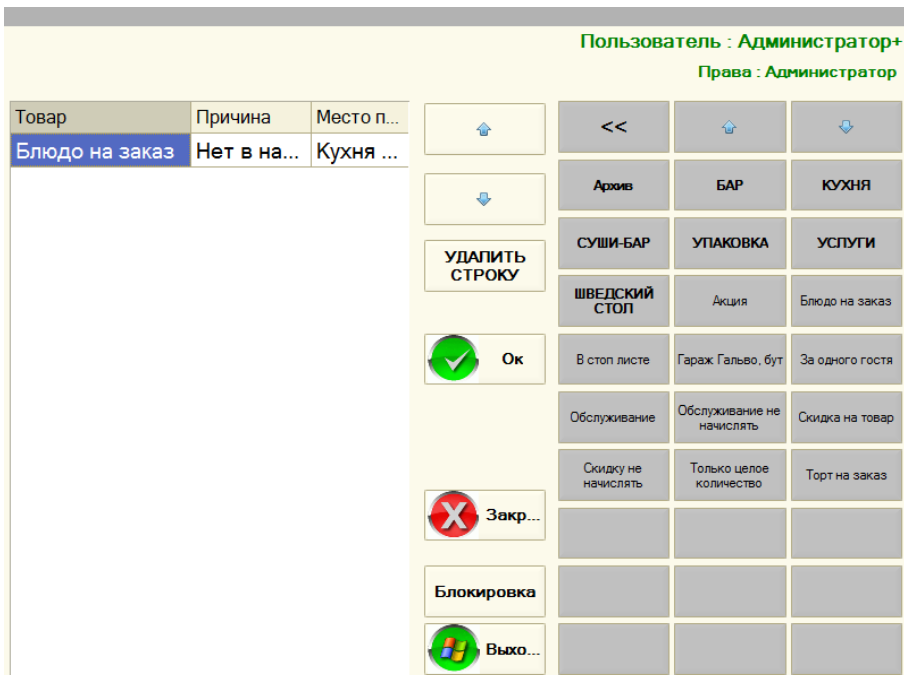 Пользователь : Администратор+
Права : Администратор
Товар Причина Место п...
Блюдо на заказ Нет в на... Кухня ...
УДАЛИТЬ
СТРОКУ
Ок
Закр...
Блокировка
Выхо...
<<
Архив БАР КУХНЯ
СУШИ-БАР УПАКОВКА УСЛУГИ
ШВЕДСКИЙ
СТОЛ
Акция Блюдо на заказ
В стоп листе Гараж Гальво, бут За одного гостя
Обслуживание
Обслуживание не
начислять
Скидка на товар
Скидку не
начислять
Только целое
количество
Торт на заказ